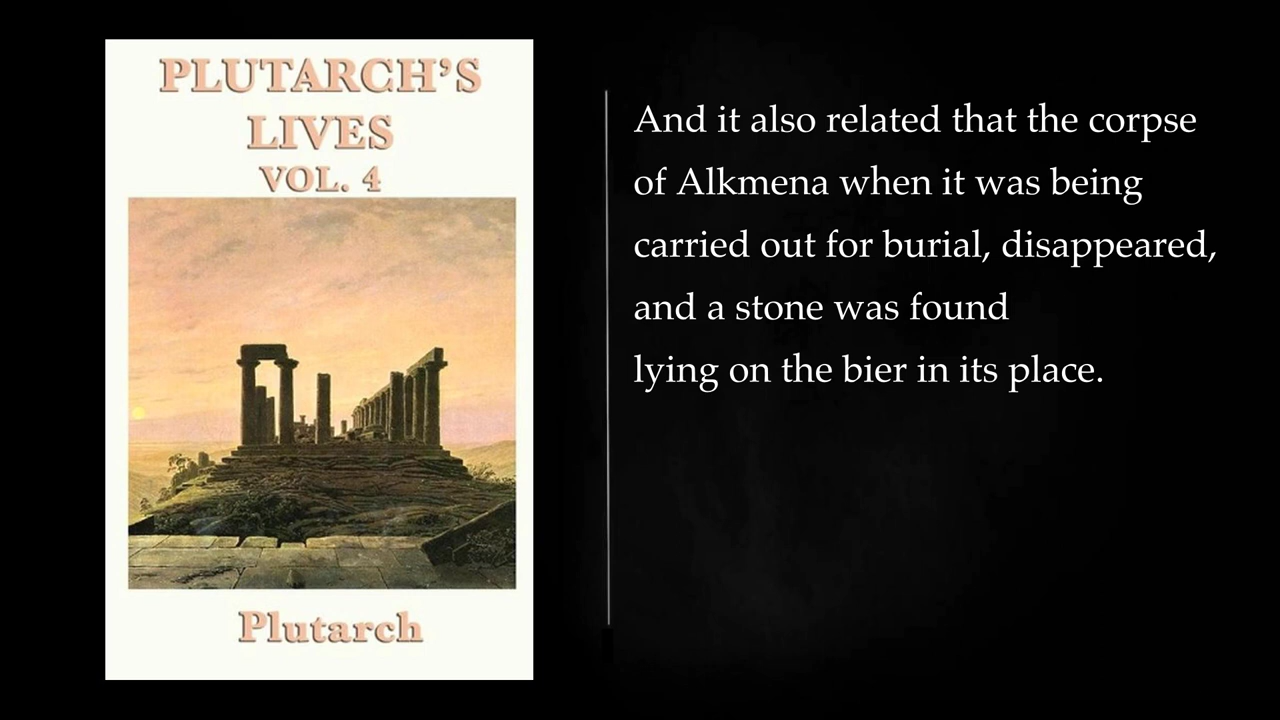 PLUTARCH'S
LIVES
VOL. 4
Plutarch
And it also related that the corpse
of Alkmena when it was being
carried out for burial, disappeared,
and a stone was found
lying on the bier in its place.